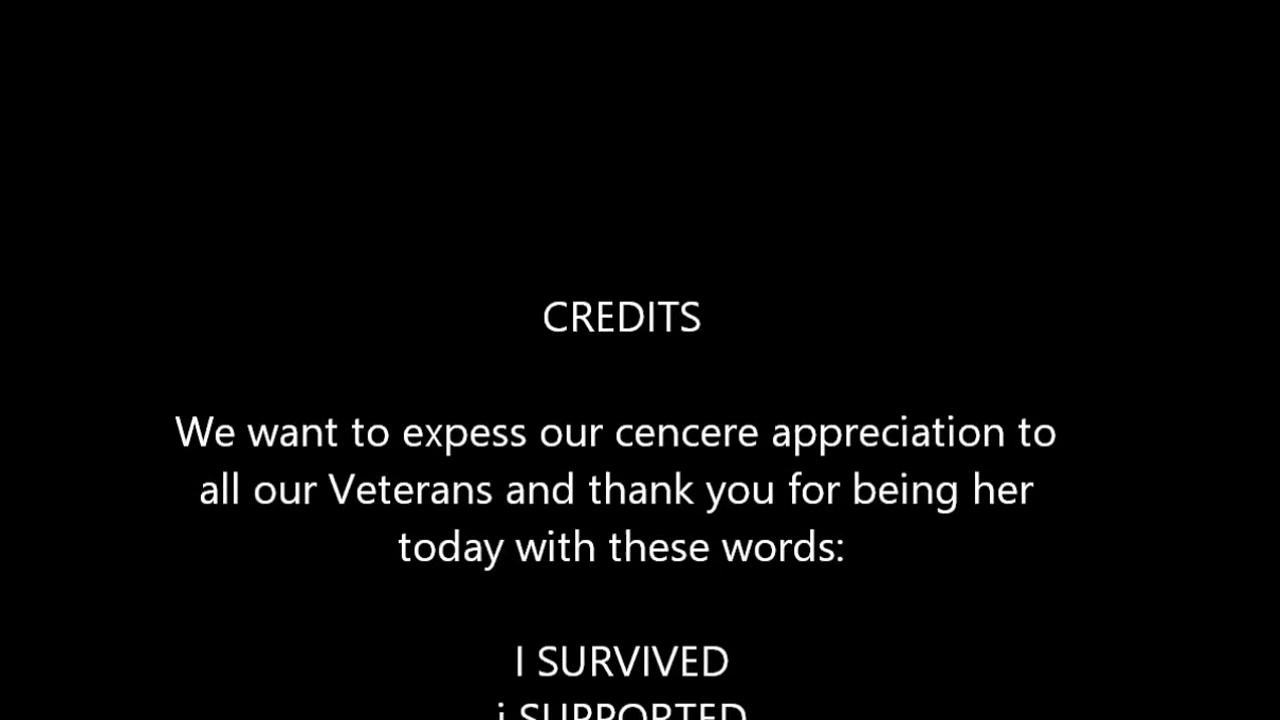 CREDITS
We want to expess our cencere appreciation to
all our Veterans and thank you for being her
today with these words:
I SURVIVED
i SUPPORTED